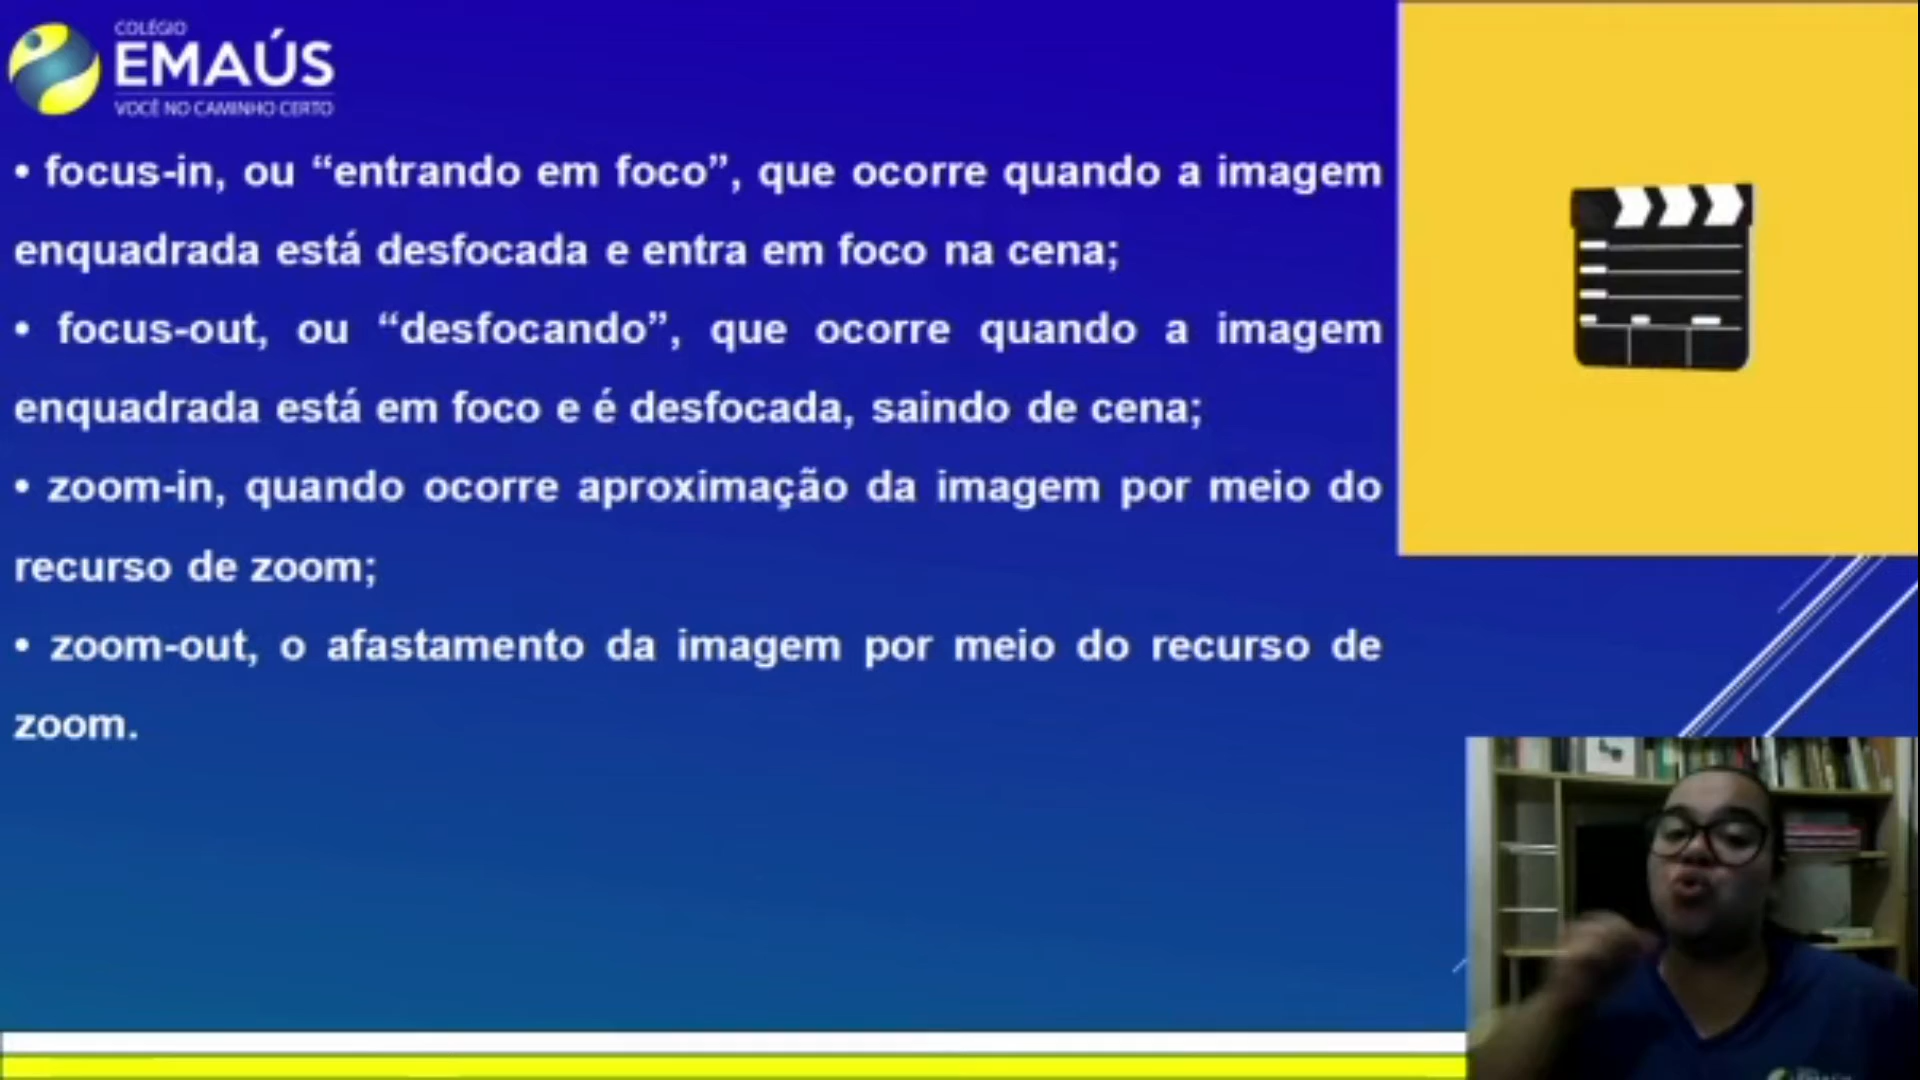 COLÉGIO
EMAÚS
VOCÊ NO CAMINHO CERTO
• focus-in, ou “entrando em foco”, que ocorre quando a imagem
enquadrada está desfocada e entra em foco na cena;
• focus-out, ou “desfocando”, que ocorre quando a imagem
enquadrada está em foco e é desfocada, saindo de cena;
• zoom-in, quando ocorre aproximação da imagem por meio do
recurso de zoom;
• zoom-out, o afastamento da imagem por meio do recurso de
zoom.